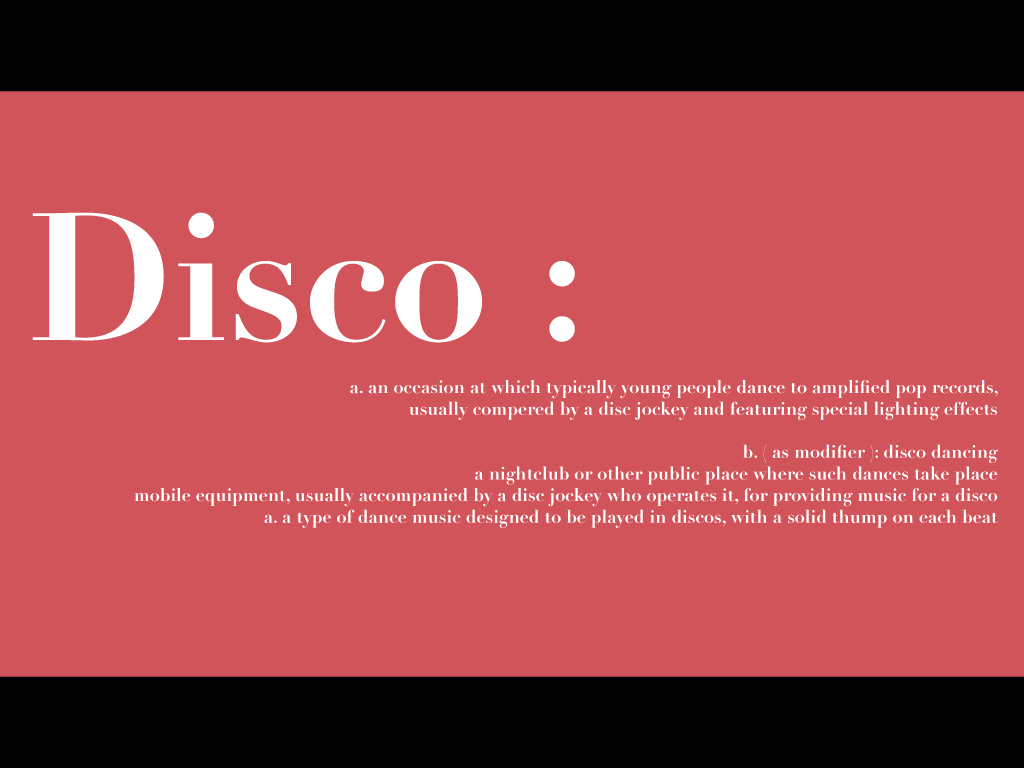 Disco :
a. an occasion at which typically young people dance to amplified pop records,
usually compered by a disc jockey and featuring special lighting effects
b. ( as modifier ): disco dancing
a nightclub or other public place where such dances take place
mobile equipment, usually accompanied by a disc jockey who operates it, for providing music for a disco
a. a type of dance music designed to be played in discos, with a solid thump on each beat